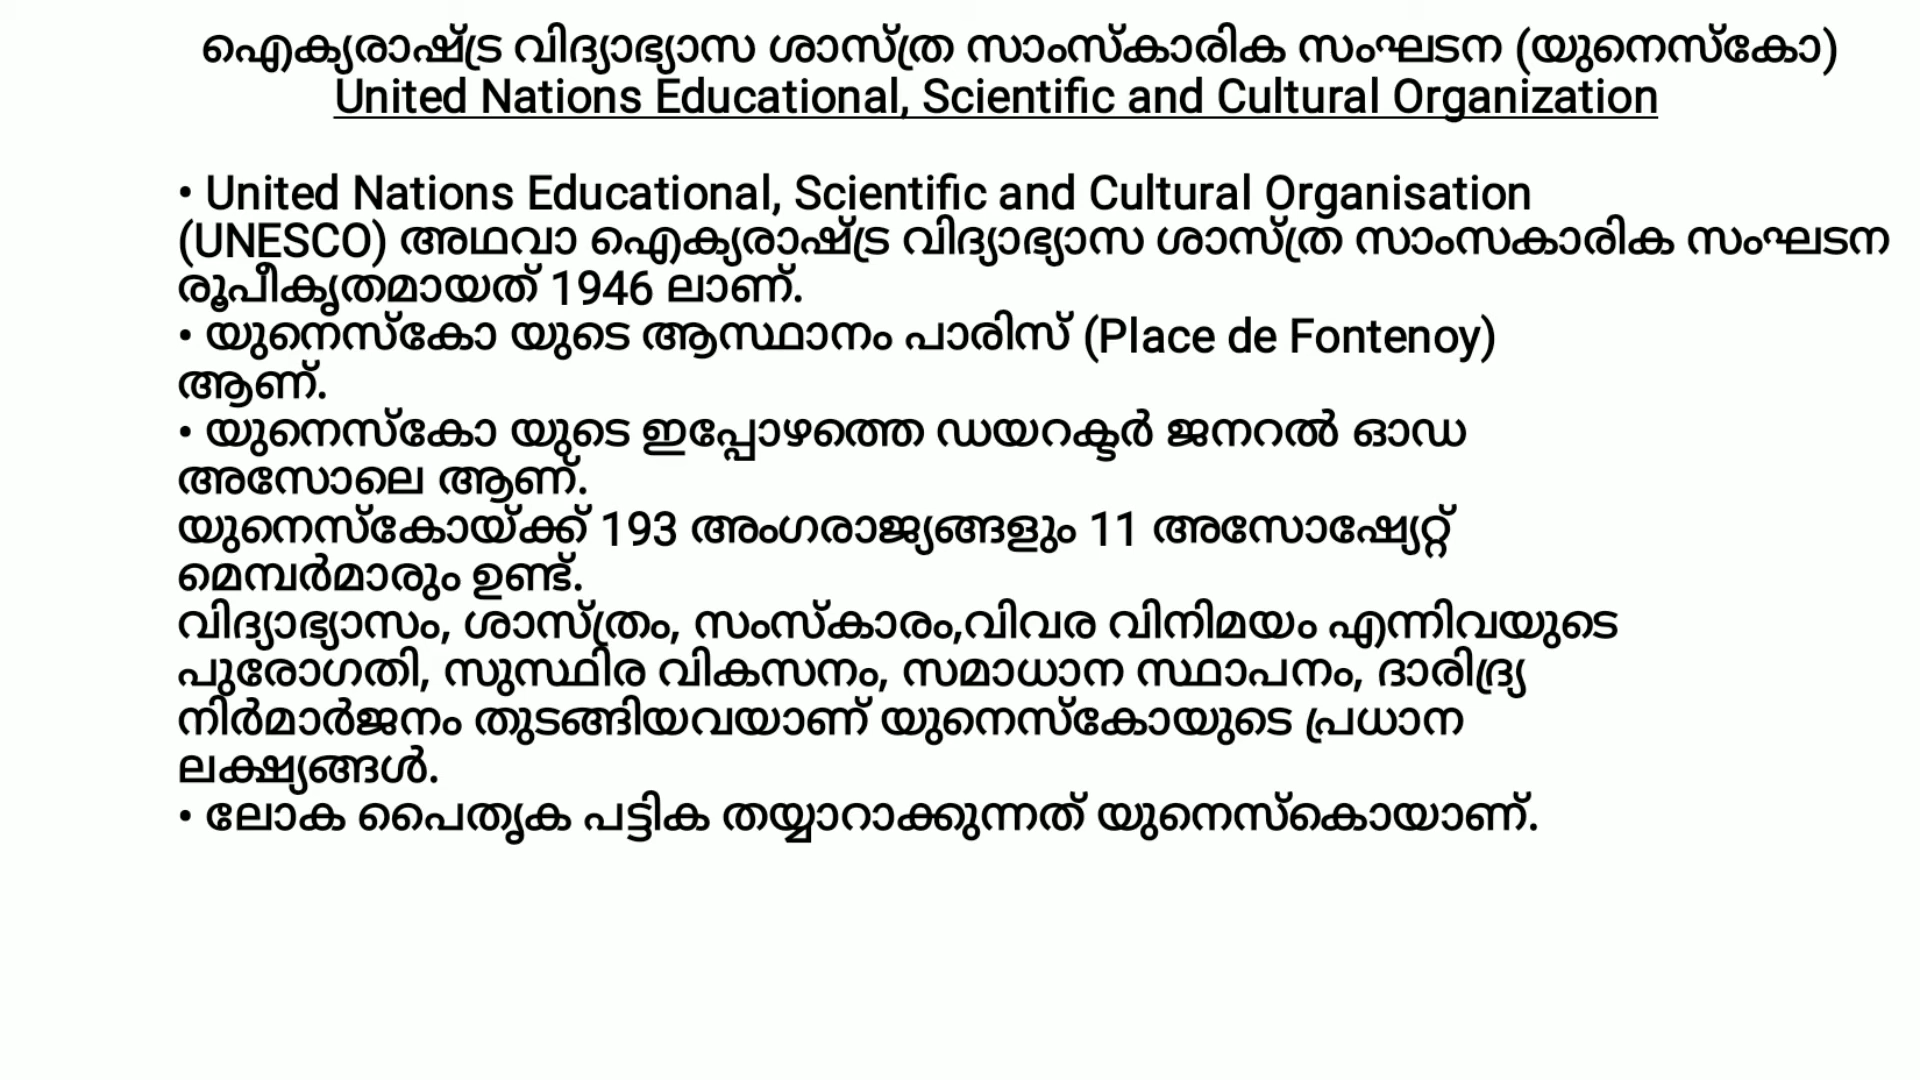 ഐക്യരാഷ്ട്ര വിദ്യാഭ്യാസ ശാസ്ത്ര സാംസ്കാരിക സംഘടന (യുനെസ്കോ)
United Nations Educational, Scientific and Cultural Organization
• United Nations Educational, Scientific and Cultural Organisation
(UNESCO) അഥവാ ഐക്യരാഷ്ട്ര വിദ്യാഭ്യാസ ശാസ്ത്ര സാംസകാരിക സംഘടന
രൂപീകൃതമായത് 1946 ലാണ്.
• യുനെസ്കോ യുടെ ആസ്ഥാനം പാരിസ് (Place de Fontenoy)
ആണ്.
• യുനെസ്കോ യുടെ ഇപ്പോഴത്തെ ഡയറക്ടർ ജനറൽ ഓഡ
അസോലെ ആണ്.
യുനെസ്കോയ്ക്ക് 193 അംഗരാജ്യങ്ങളും 11 അസോഷ്യേറ്റ്
മെമ്പർമാരും ഉണ്ട്.
വിദ്യാഭ്യാസം, ശാസ്ത്രം, സംസ്കാരം,വിവര വിനിമയം എന്നിവയുടെ
പുരോഗതി, സുസ്ഥിര വികസനം, സമാധാന സ്ഥാപനം, ദാരിദ്ര്യ
നിർമാർജനം തുടങ്ങിയവയാണ് യുനെസ്കോയുടെ പ്രധാന
ലക്ഷ്യങ്ങൾ.
• ലോക പൈതൃക പട്ടിക തയ്യാറാക്കുന്നത് യുനെസ്കൊയാണ്.